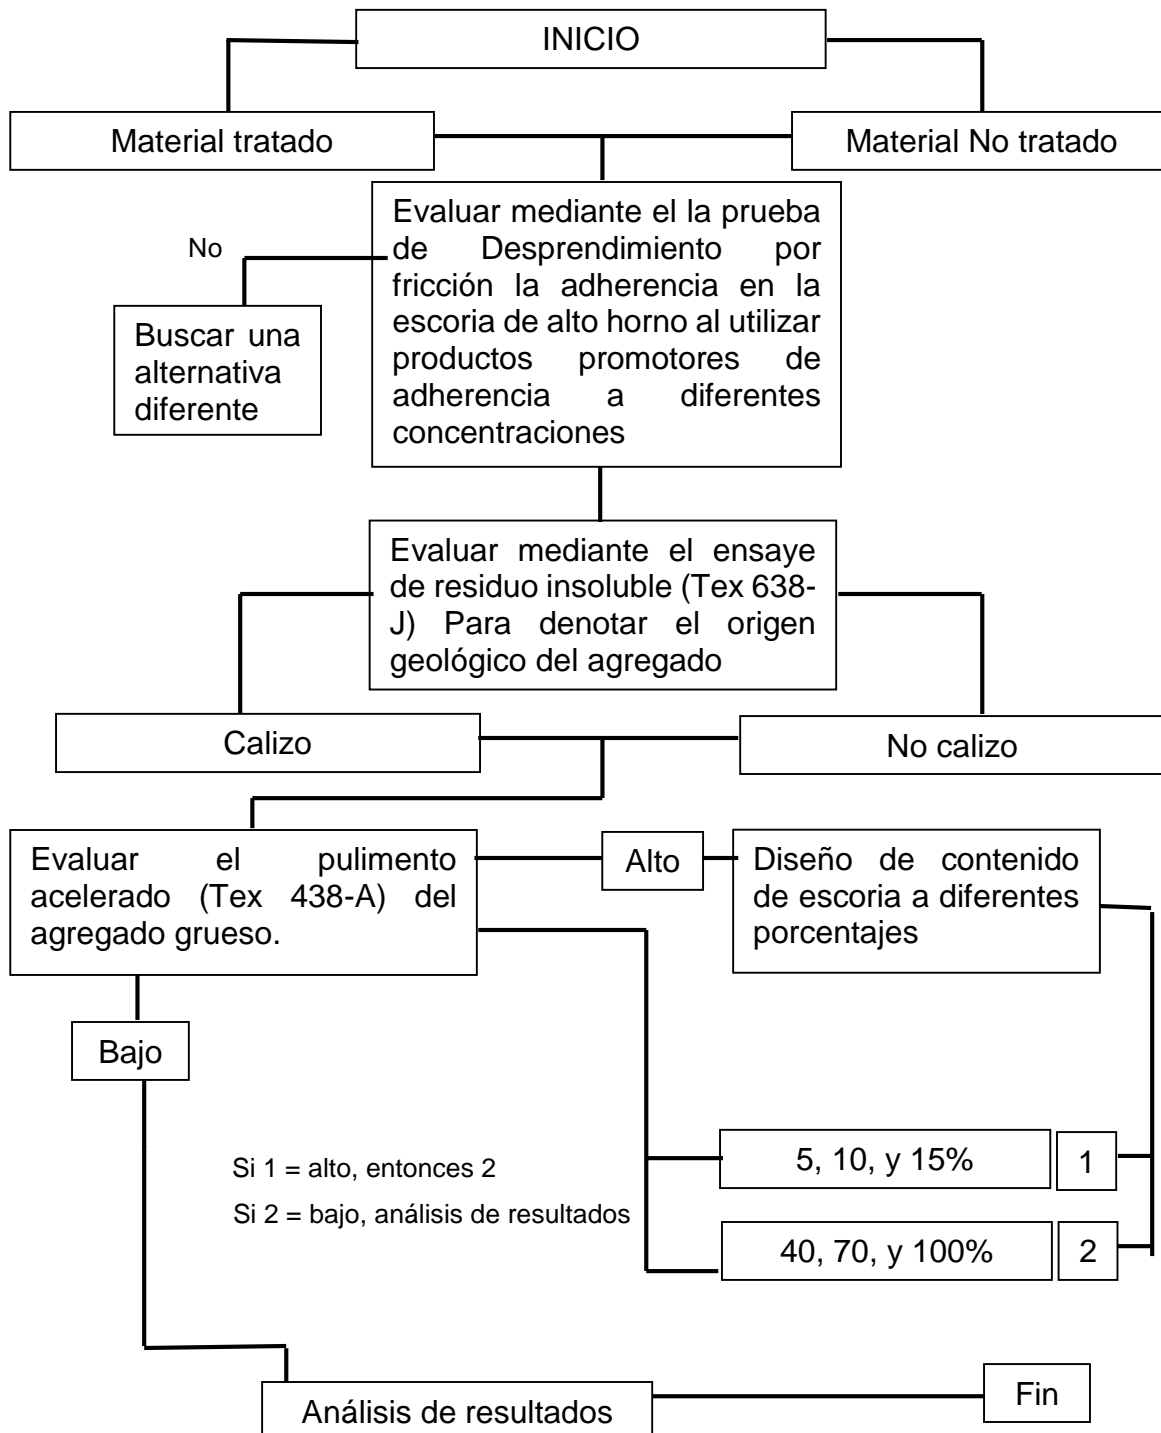 INICIO
Material tratado
Material No tratado
Evaluar mediante el la prueba
de Desprendimiento por
fricción la adherencia en la
escoria de alto horno al utilizar
productos promotores de
adherencia a diferentes
concentraciones
No
Buscar una
alternativa
diferente
Evaluar mediante el ensaye
de residuo insoluble (Tex 638-
J) Para denotar el origen
geológico del agregado
Calizo
No calizo
Evaluar el pulimento
acelerado (Tex 438-A) del
agregado grueso.
Alto
Diseño de contenido
de escoria a diferentes
porcentajes
Bajo
5, 10, y 15%
1
Si 1 = alto, entonces 2
Si 2 = bajo, análisis de resultados
40, 70, y 100%
2
Análisis de resultados
Fin